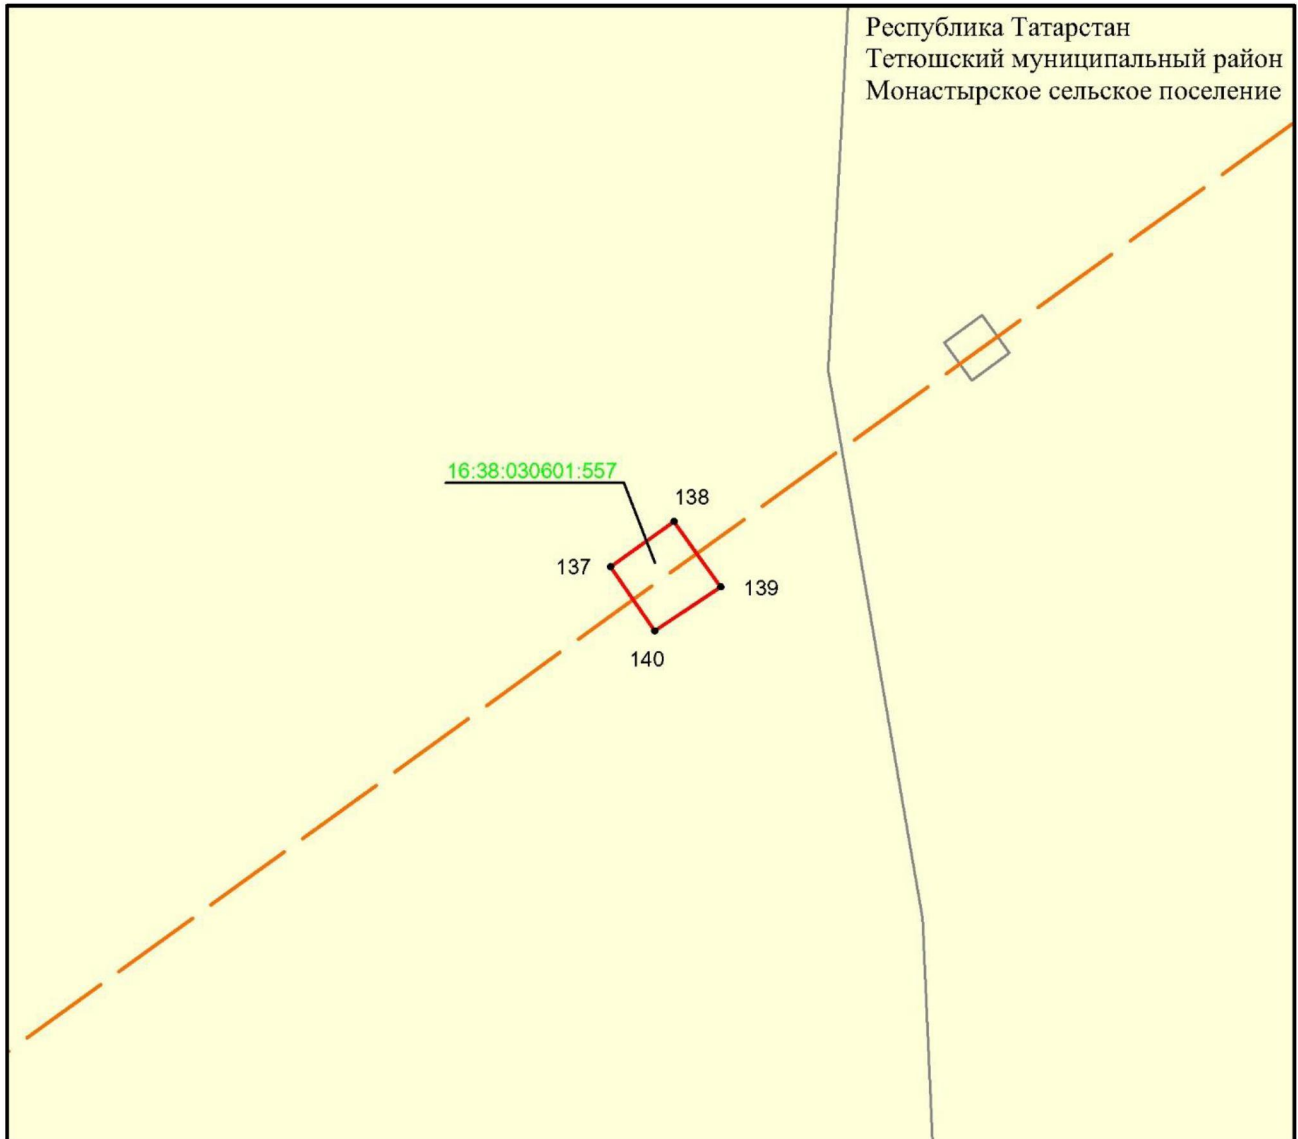 Республика Татарстан
Тетюшский муниципальный район
Монастырское сельское поселение
16:38:030601:557
138
137
139
140